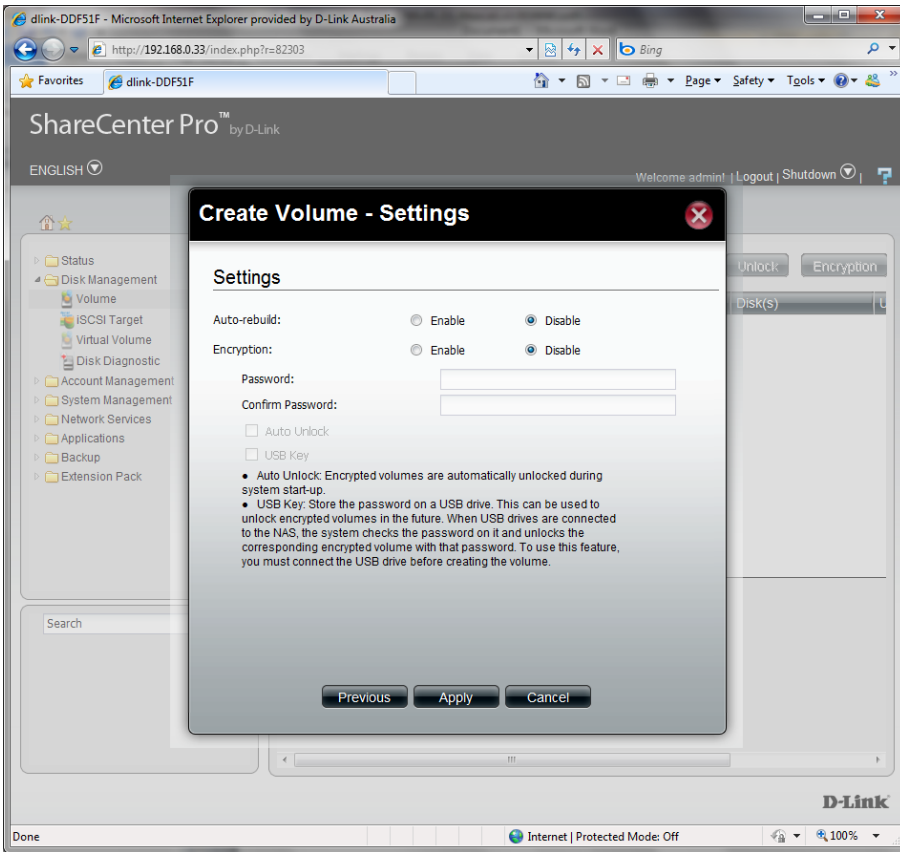 dlink-DDF51F - Microsoft Internet Explorer provided by D-Link Australia
http://192.168.0.33/index.php?r=82303
Bing
Favorites
dlink-DDF51F
Page
Safety
Tools
ShareCenter Pro™ by D-Link
ENGLISH
Welcome admin! | Logout | Shutdown |
Create Volume - Settings
Status
Disk Management
Volume
iSCSI Target
Virtual Volume
Disk Diagnostic
Account Management
System Management
Network Services
Applications
Backup
Extension Pack
Search
Unlock
Encryption
Disk(s)
U
Settings
Auto-rebuild: Enable Disable
Encryption: Enable Disable
Password:
Confirm Password:
Auto Unlock
USB Key
● Auto Unlock: Encrypted volumes are automatically unlocked during
system start-up.
● USB Key: Store the password on a USB drive. This can be used to
unlock encrypted volumes in the future. When USB drives are connected
to the NAS, the system checks the password on it and unlocks the
corresponding encrypted volume with that password. To use this feature,
you must connect the USB drive before creating the volume.
Previous Apply Cancel
D-Link
Done
Internet | Protected Mode: Off
100%